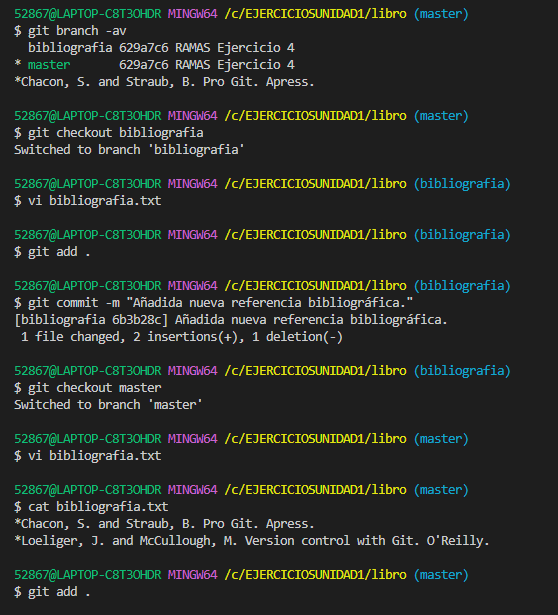 52867@LAPTOP-C8T3OHDR MINGW64 /c/EJERCICIOSUNIDAD1/libro (master)
$ git branch -av
  bibliografia 629a7c6 RAMAS Ejercicio 4
* master       629a7c6 RAMAS Ejercicio 4
*Chacon, S. and Straub, B. Pro Git. Apress.

52867@LAPTOP-C8T3OHDR MINGW64 /c/EJERCICIOSUNIDAD1/libro (master)
$ git checkout bibliografia
Switched to branch 'bibliografia'

52867@LAPTOP-C8T3OHDR MINGW64 /c/EJERCICIOSUNIDAD1/libro (bibliografia)
$ vi bibliografia.txt

52867@LAPTOP-C8T3OHDR MINGW64 /c/EJERCICIOSUNIDAD1/libro (bibliografia)
$ git add .

52867@LAPTOP-C8T3OHDR MINGW64 /c/EJERCICIOSUNIDAD1/libro (bibliografia)
$ git commit -m "Añadida nueva referencia bibliográfica."
[bibliografia 6b3b28c] Añadida nueva referencia bibliográfica.
 1 file changed, 2 insertions(+), 1 deletion(-)

52867@LAPTOP-C8T3OHDR MINGW64 /c/EJERCICIOSUNIDAD1/libro (bibliografia)
$ git checkout master
Switched to branch 'master'

52867@LAPTOP-C8T3OHDR MINGW64 /c/EJERCICIOSUNIDAD1/libro (master)
$ vi bibliografia.txt

52867@LAPTOP-C8T3OHDR MINGW64 /c/EJERCICIOSUNIDAD1/libro (master)
$ cat bibliografia.txt
*Chacon, S. and Straub, B. Pro Git. Apress.
*Loeliger, J. and McCullough, M. Version control with Git. O'Reilly.

52867@LAPTOP-C8T3OHDR MINGW64 /c/EJERCICIOSUNIDAD1/libro (master)
$ git add .